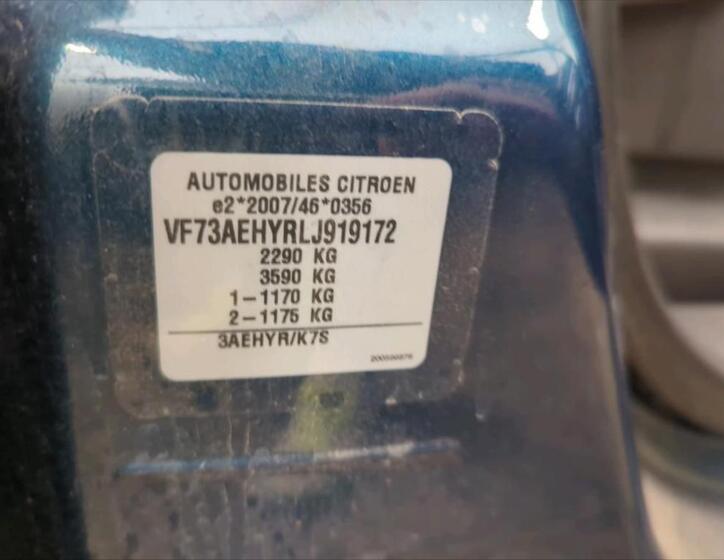 AUTOMOBILES CITROEN
e2*2007/46*0356
VF73AEHYRLJ919172
2290 KG
3590 KG
1-1170 KG
2-1175 KG
3AEHYR/K7S